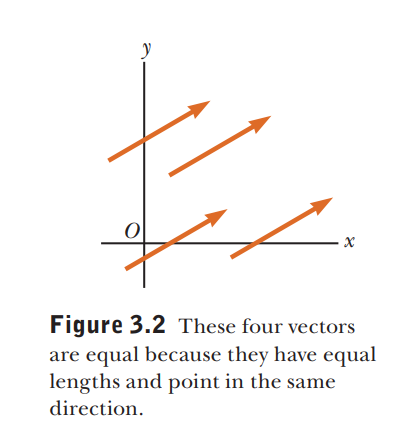 y
O
x
Figure 3.2 These four vectors
are equal because they have equal
lengths and point in the same
direction.